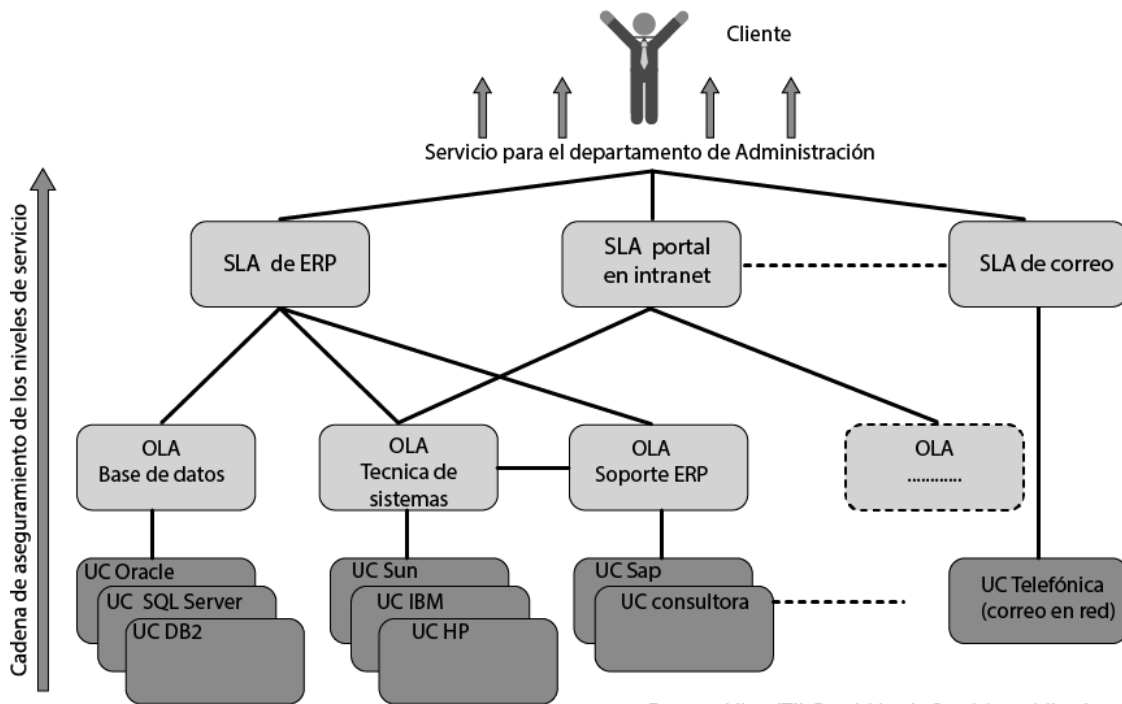 Cliente
Servicio para el departamento de Administración
Cadena de aseguramiento de los niveles de servicio
SLA de ERP
SLA portal
en intranet
SLA de correo
OLA
Base de datos
OLA
Tecnica de
sistemas
OLA
Soporte ERP
OLA
............
UC Oracle
UC SQL Server
UC DB2
UC Sun
UC IBM
UC HP
UC Sap
UC consultora
UC Telefónica
(correo en red)